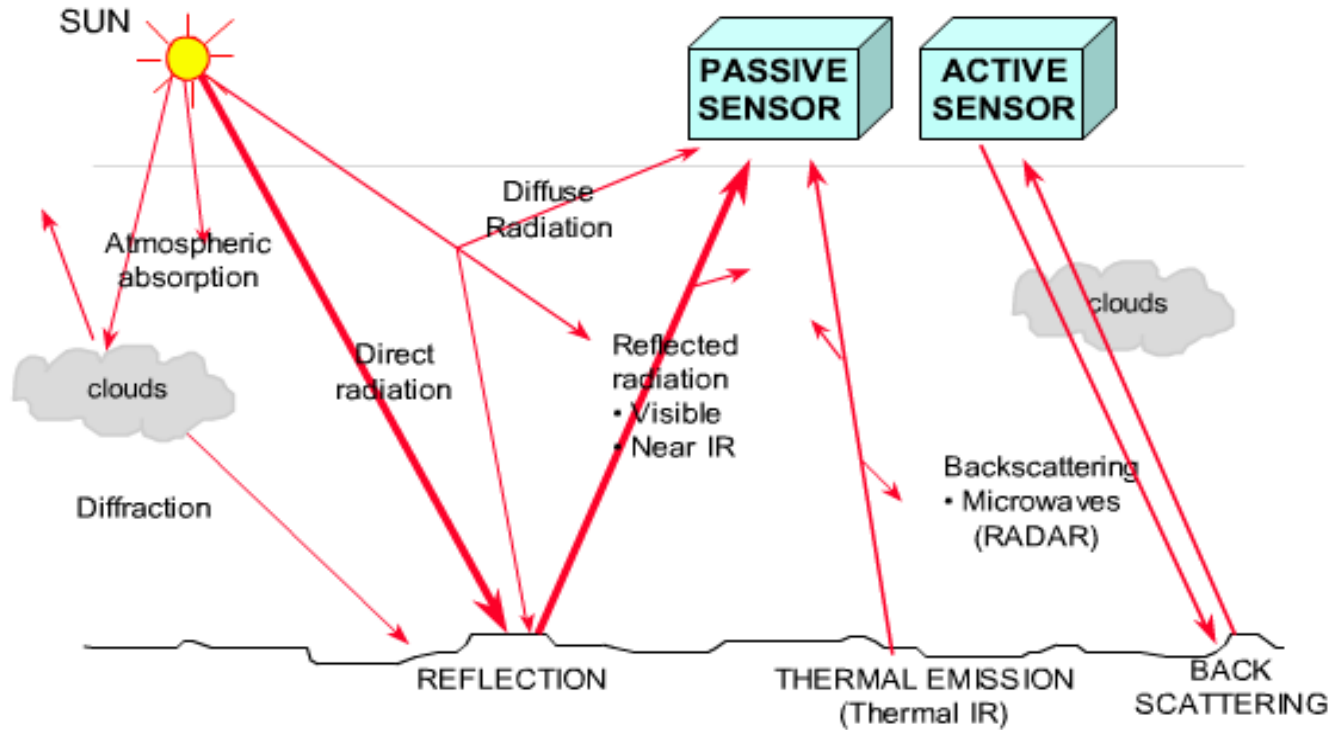 SUN
PASSIVE
SENSOR
ACTIVE
SENSOR
Diffuse
Radiation
Atmospheric
absorption
clouds
Direct
radiation
Reflected
radiation
• Visible
• Near IR
clouds
Diffraction
Backscattering
• Microwaves
(RADAR)
REFLECTION
THERMAL EMISSION
(Thermal IR)
BACK
SCATTERING